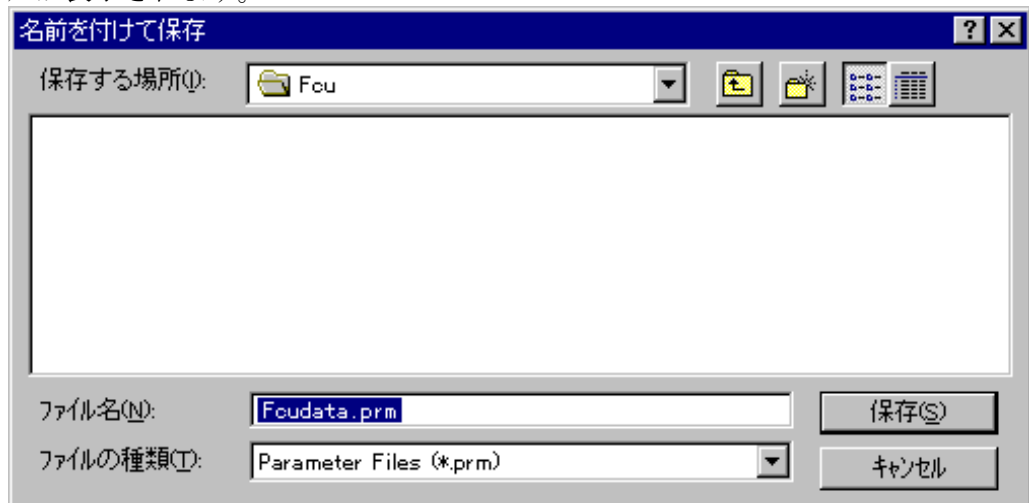 名前を付けて保存
保存する場所(I): Fcu
ファイル名(N): Fcudata.prm 保存(S)
ファイルの種類(T): Parameter Files (*.prm) キャンセル